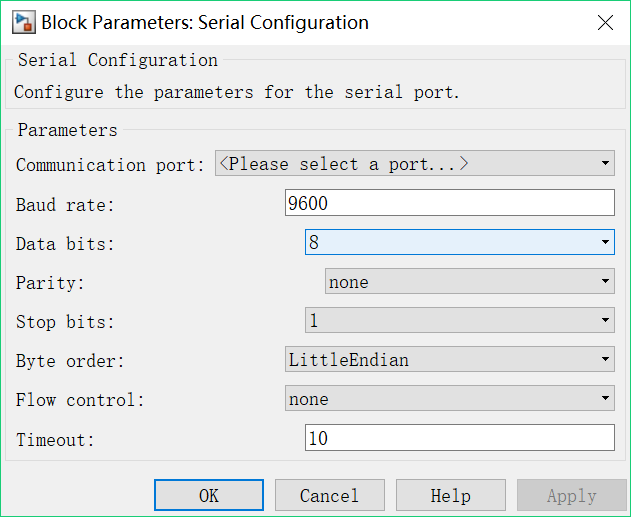 Block Parameters: Serial Configuration
Serial Configuration
Configure the parameters for the serial port.
Parameters
Communication port: <Please select a port...>
Baud rate: 9600
Data bits: 8
Parity: none
Stop bits: 1
Byte order: LittleEndian
Flow control: none
Timeout: 10
OK Cancel Help Apply